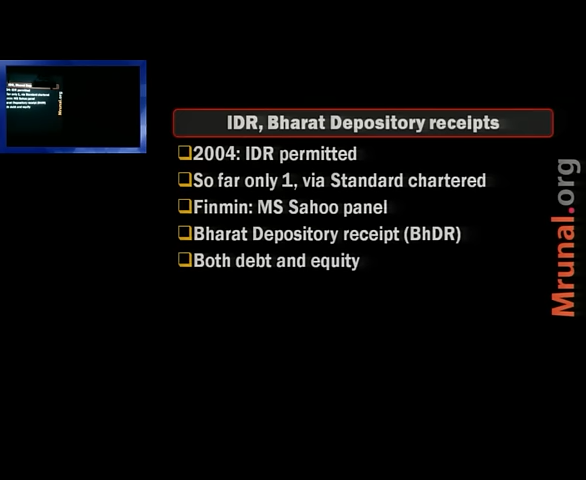 IDR, Bharat Depository receipts
2004: IDR permitted
So far only 1, via Standard chartered
Finmin: MS Sahoo panel
Bharat Depository receipt (BhDR)
Both debt and equity
Mrunal.org